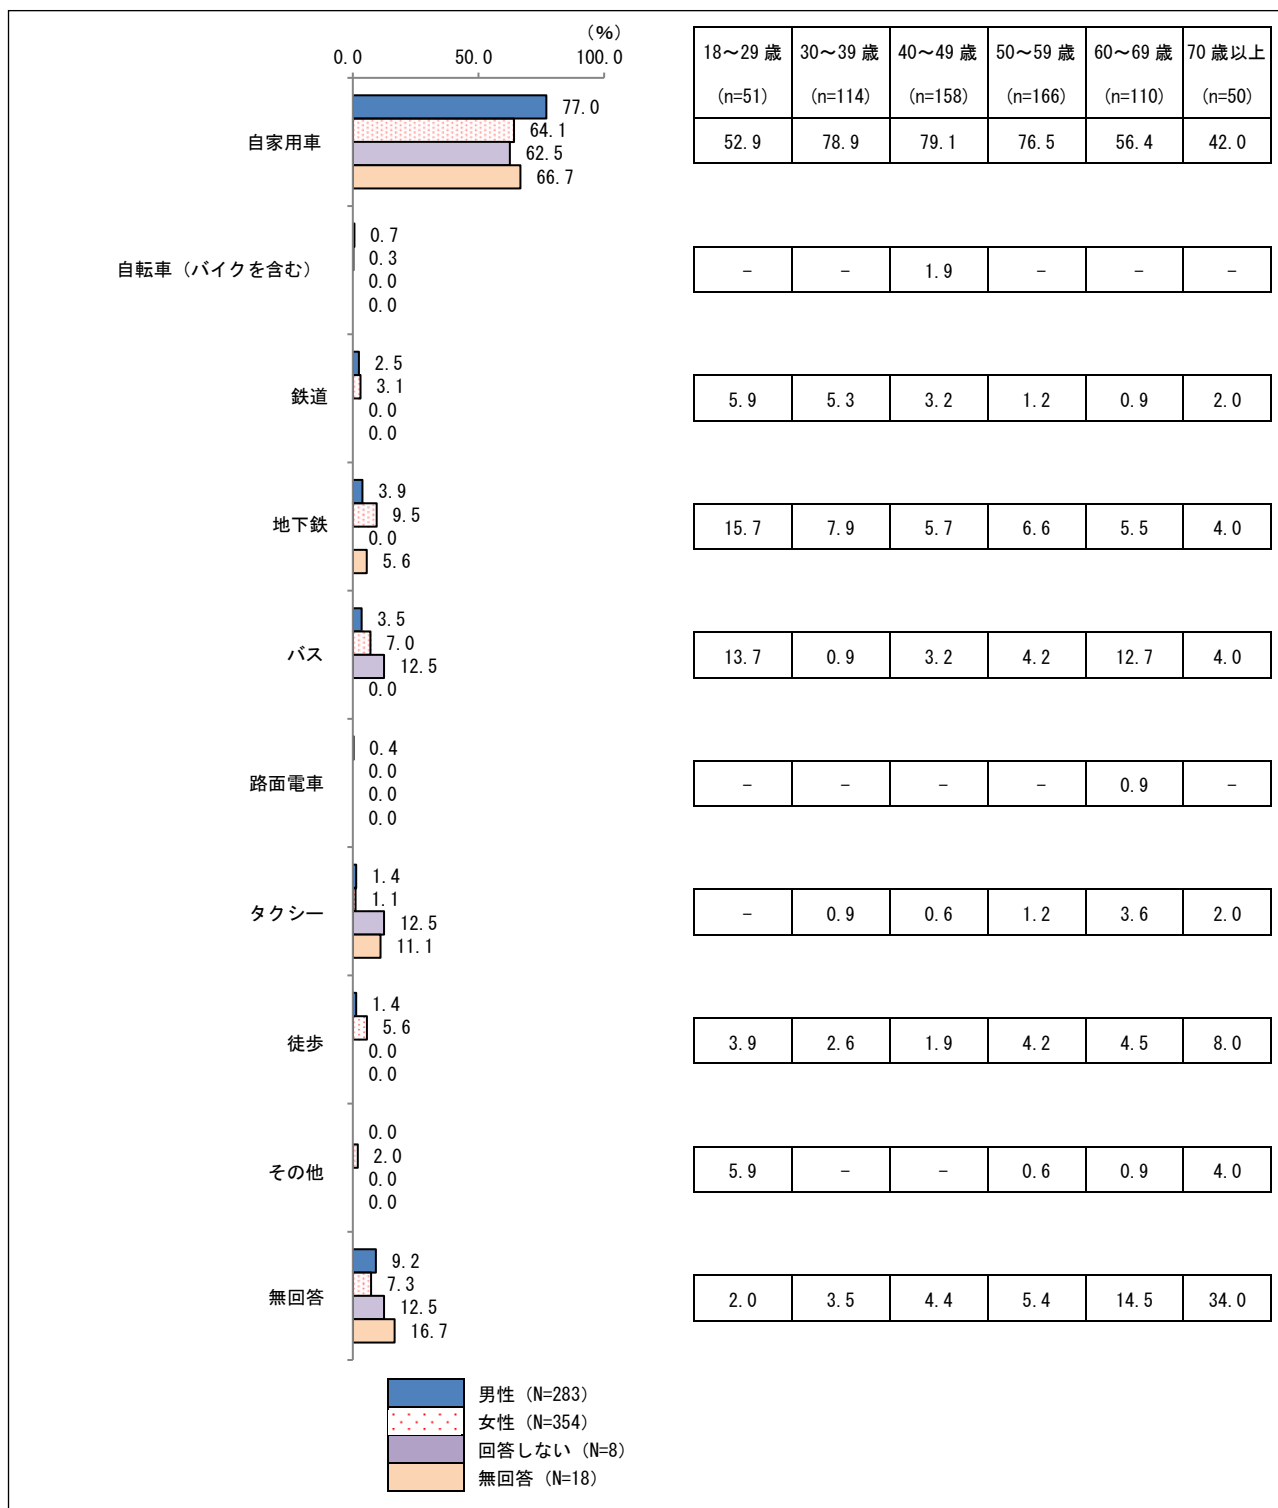 （%）
0.0 50.0 100.0
18～29 歳 30～39 歳 40～49 歳 50～59 歳 60～69 歳 70 歳以上
(n=51) (n=114) (n=158) (n=166) (n=110) (n=50)
自家用車
77.0
64.1
62.5
66.7
52.9 78.9 79.1 76.5 56.4 42.0
自転車（バイクを含む）
0.7
0.3
0.0
0.0
－ － 1.9 － － －
鉄道
2.5
3.1
0.0
0.0
5.9 5.3 3.2 1.2 0.9 2.0
地下鉄
3.9
9.5
0.0
5.6
15.7 7.9 5.7 6.6 5.5 4.0
バス
3.5
7.0
12.5
0.0
13.7 0.9 3.2 4.2 12.7 4.0
路面電車
0.4
0.0
0.0
0.0
－ － － － 0.9 －
タクシー
1.4
1.1
12.5
11.1
－ 0.9 0.6 1.2 3.6 2.0
徒歩
1.4
5.6
0.0
0.0
3.9 2.6 1.9 4.2 4.5 8.0
その他
0.0
2.0
0.0
0.0
5.9 － － 0.6 0.9 4.0
無回答
9.2
7.3
12.5
16.7
2.0 3.5 4.4 5.4 14.5 34.0
男性（N=283）
女性（N=354）
回答しない（N=8）
無回答（N=18）